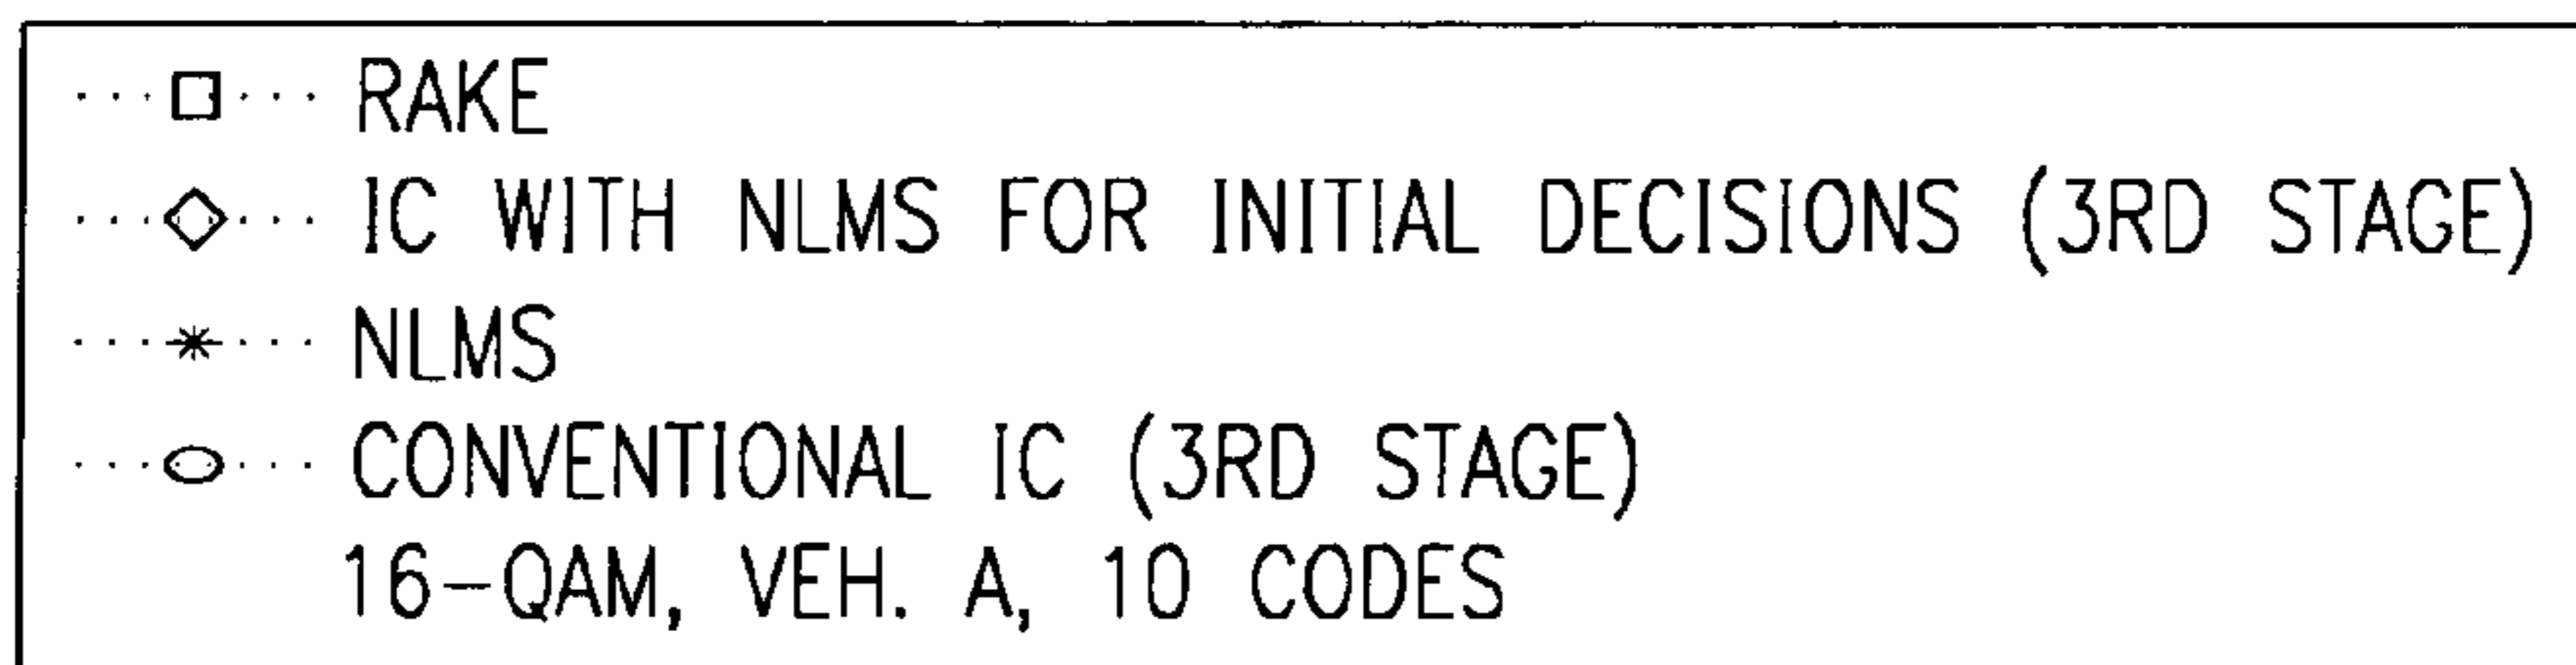 RAKE
IC WITH NLMS FOR INITIAL DECISIONS (3RD STAGE)
NLMS
CONVENTIONAL IC (3RD STAGE)
16-QAM, VEH. A, 10 CODES